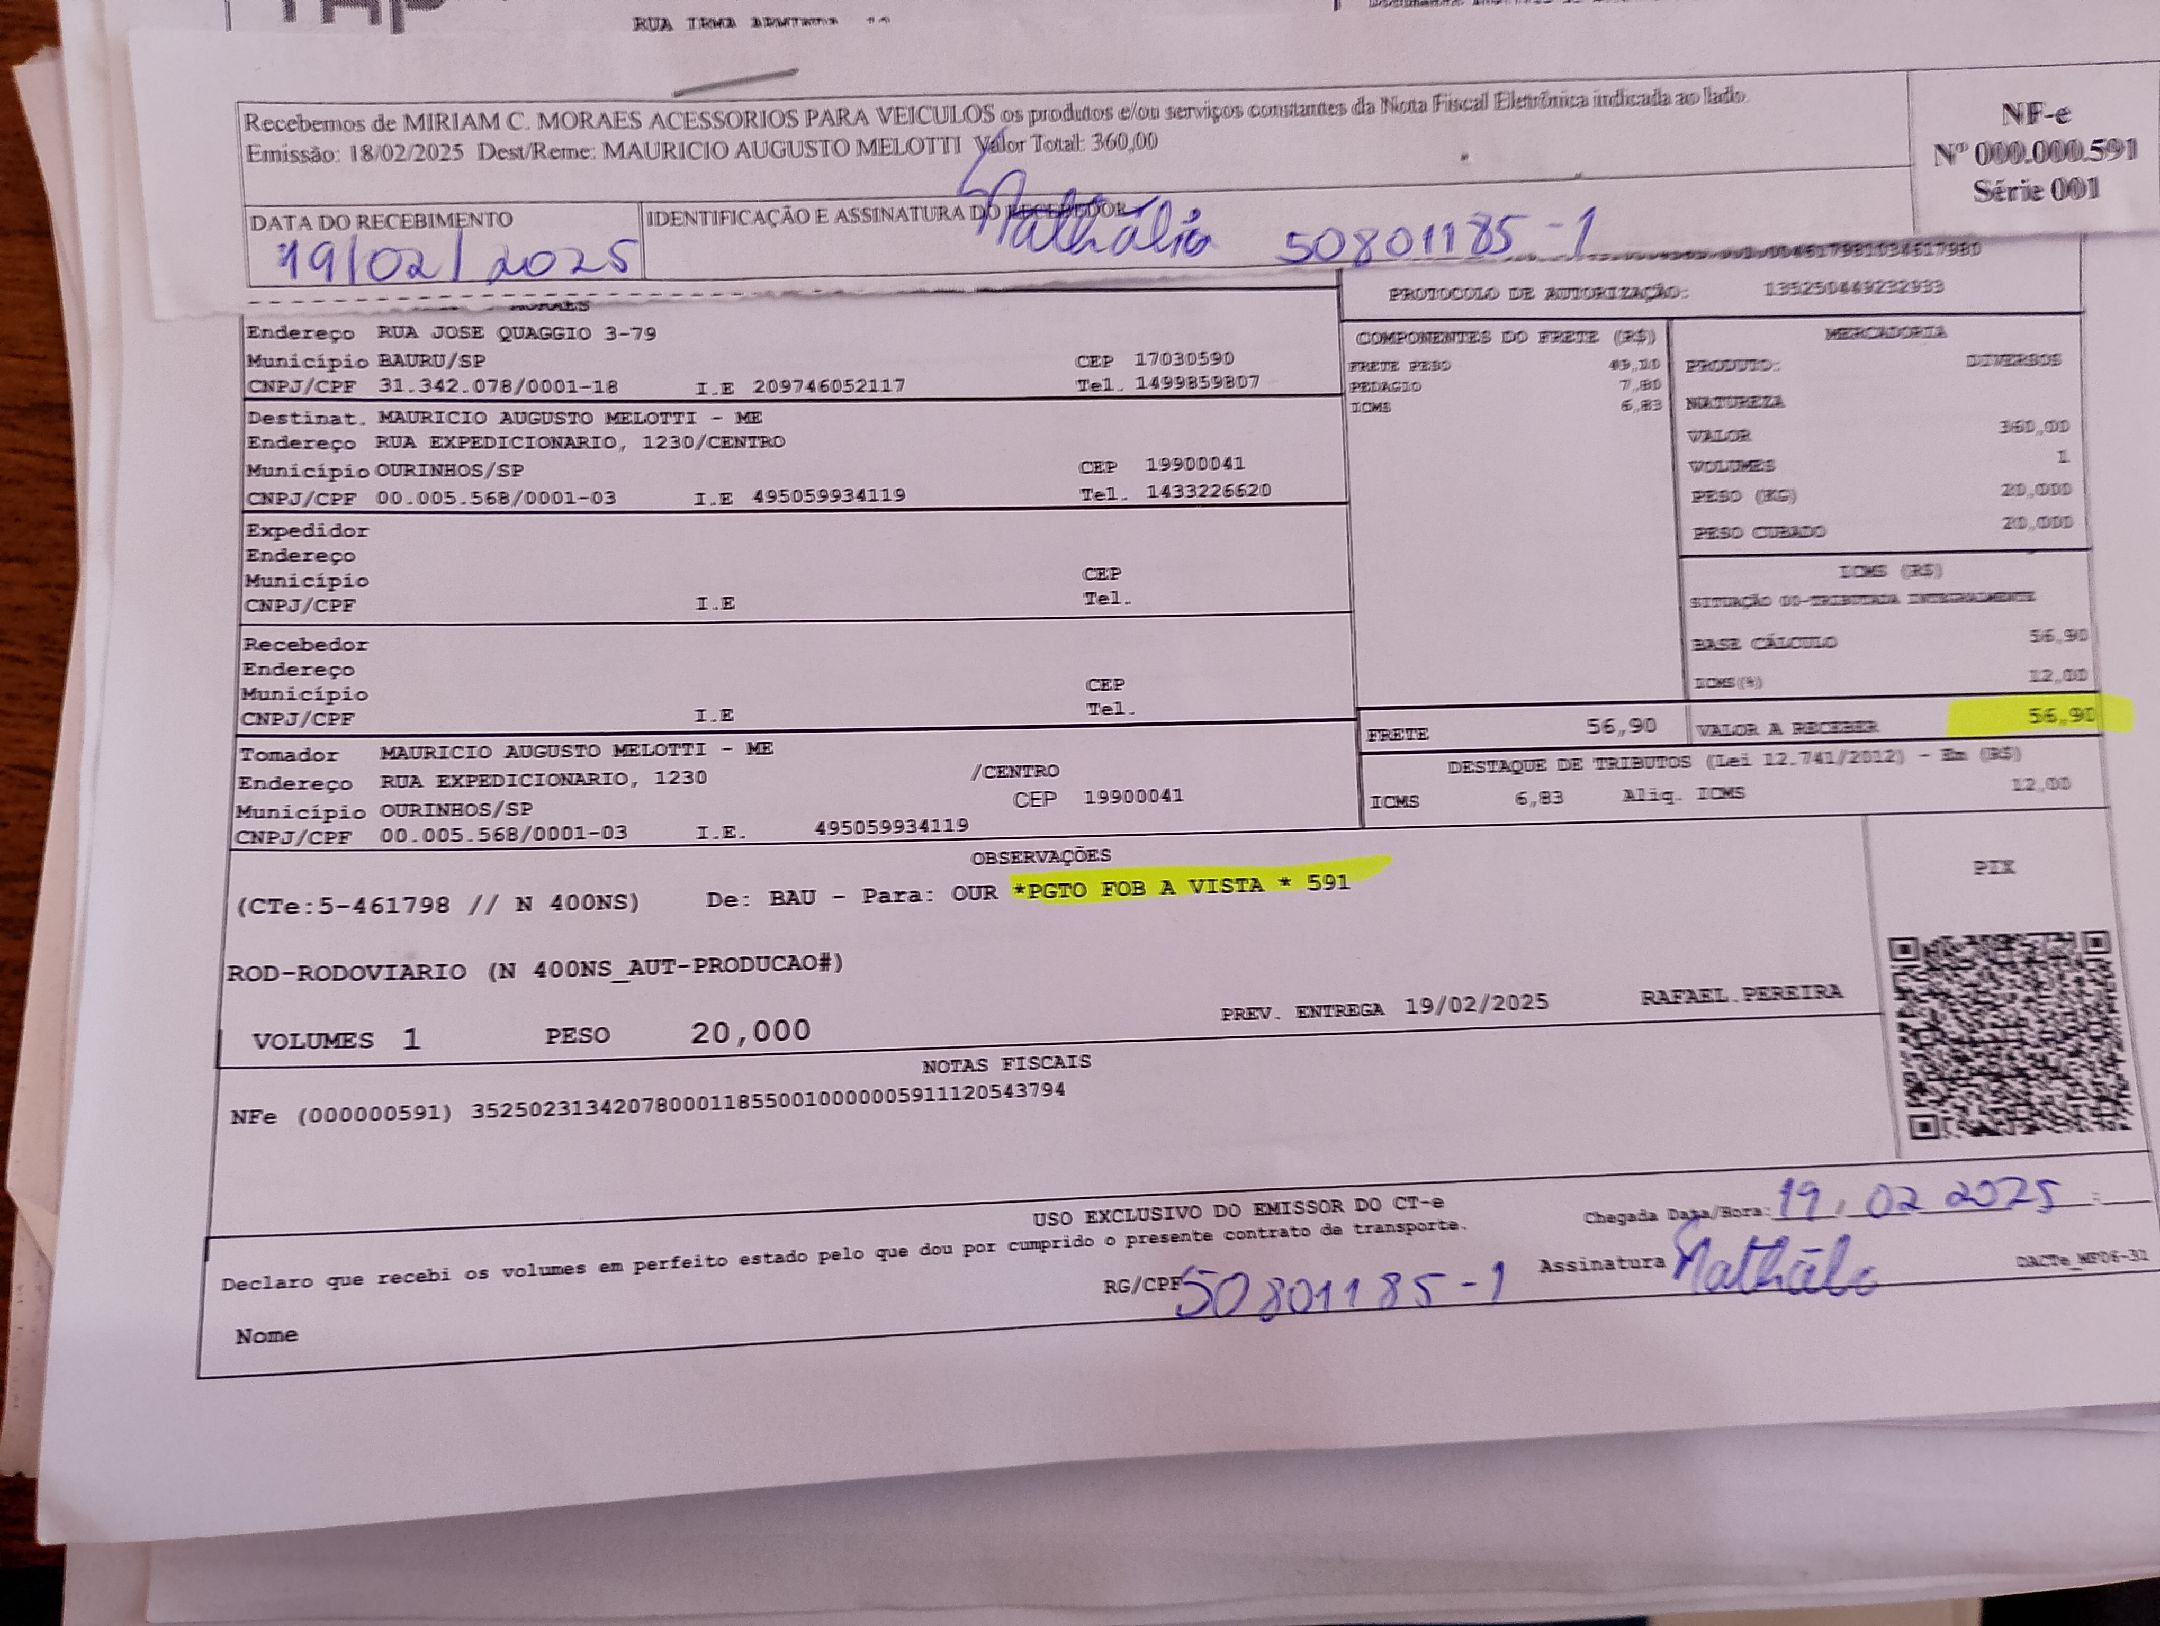 RUA IRMA
Recebemos de MIRIAM C. MORAES ACESSORIOS PARA VEICULOS os produtos e/ou serviços constantes da Nota Fiscal Eletrônica indicada ao lado.
Emissão: 18/02/2025 Dest/Reme: MAURICIO AUGUSTO MELOTTI Valor Total: 360,00
NF-e
Nº 000.000.591
Série 001
DATA DO RECEBIMENTO
19/02/2025
IDENTIFICAÇÃO E ASSINATURA DO RECEBEDOR
Nathália 50801185-1
PROTOCOLO DE AUTORIZAÇÃO: 135250449232933
MORAES
Endereço RUA JOSE QUAGGIO 3-79
Município BAURU/SP CEP 17030590
CNPJ/CPF 31.342.078/0001-18 I.E 209746052117 Tel. 1499859807
Destinat. MAURICIO AUGUSTO MELOTTI - ME
Endereço RUA EXPEDICIONARIO, 1230/CENTRO
Município OURINHOS/SP CEP 19900041
CNPJ/CPF 00.005.568/0001-03 I.E 495059934119 Tel. 1433226620
Expedidor
Endereço
Município CEP
CNPJ/CPF I.E Tel.
Recebedor
Endereço
Município CEP
CNPJ/CPF I.E Tel.
Tomador MAURICIO AUGUSTO MELOTTI - ME
Endereço RUA EXPEDICIONARIO, 1230 /CENTRO
Município OURINHOS/SP CEP 19900041
CNPJ/CPF 00.005.568/0001-03 I.E. 495059934119
COMPONENTES DO FRETE (R$)
FRETE PESO 49,10
PEDAGIO 7,80
ICMS 6,83
MERCADORIA
PRODUTO: DIVERSOS
NATUREZA
VALOR 360,00
VOLUMES 1
PESO (KG) 20,000
PESO CUBADO 20,000
ICMS (R$)
SITUAÇÃO 00-TRIBUTADA INTEGRALMENTE
BASE CÁLCULO 56,90
ICMS(%) 12,00
FRETE 56,90 VALOR A RECEBER 56,90
DESTAQUE DE TRIBUTOS (Lei 12.741/2012) - Em (R$)
ICMS 6,83 Aliq. ICMS 12,00
OBSERVAÇÕES
(CTe:5-461798 // N 400NS) De: BAU - Para: OUR *PGTO FOB A VISTA * 591
PIX
ROD-RODOVIARIO (N 400NS_AUT-PRODUCAO#)
VOLUMES 1 PESO 20,000 PREV. ENTREGA 19/02/2025 RAFAEL.PEREIRA
NOTAS FISCAIS
NFe (000000591) 35250231342078000118550010000005911120543794
USO EXCLUSIVO DO EMISSOR DO CT-e
Declaro que recebi os volumes em perfeito estado pelo que dou por cumprido o presente contrato de transporte.
Chegada Data/Hora: 19/02 2025 :
Nome RG/CPF 50801185-1 Assinatura Nathália
DACTe_MP06-31